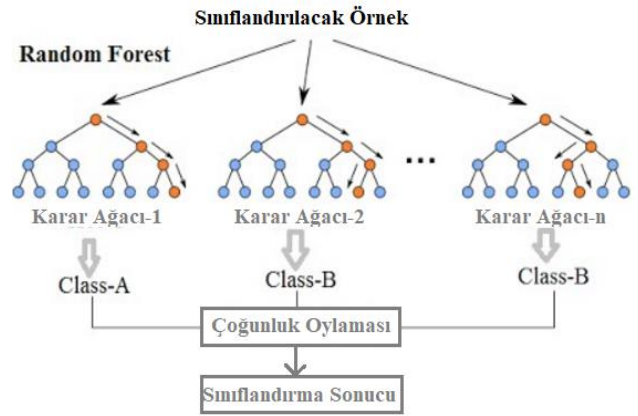 Sınıflandırılacak Örnek
Random Forest
...
Karar Ağacı-1
Karar Ağacı-2
Karar Ağacı-n
Class-A
Class-B
Class-B
Çoğunluk Oylaması
Sınıflandırma Sonucu